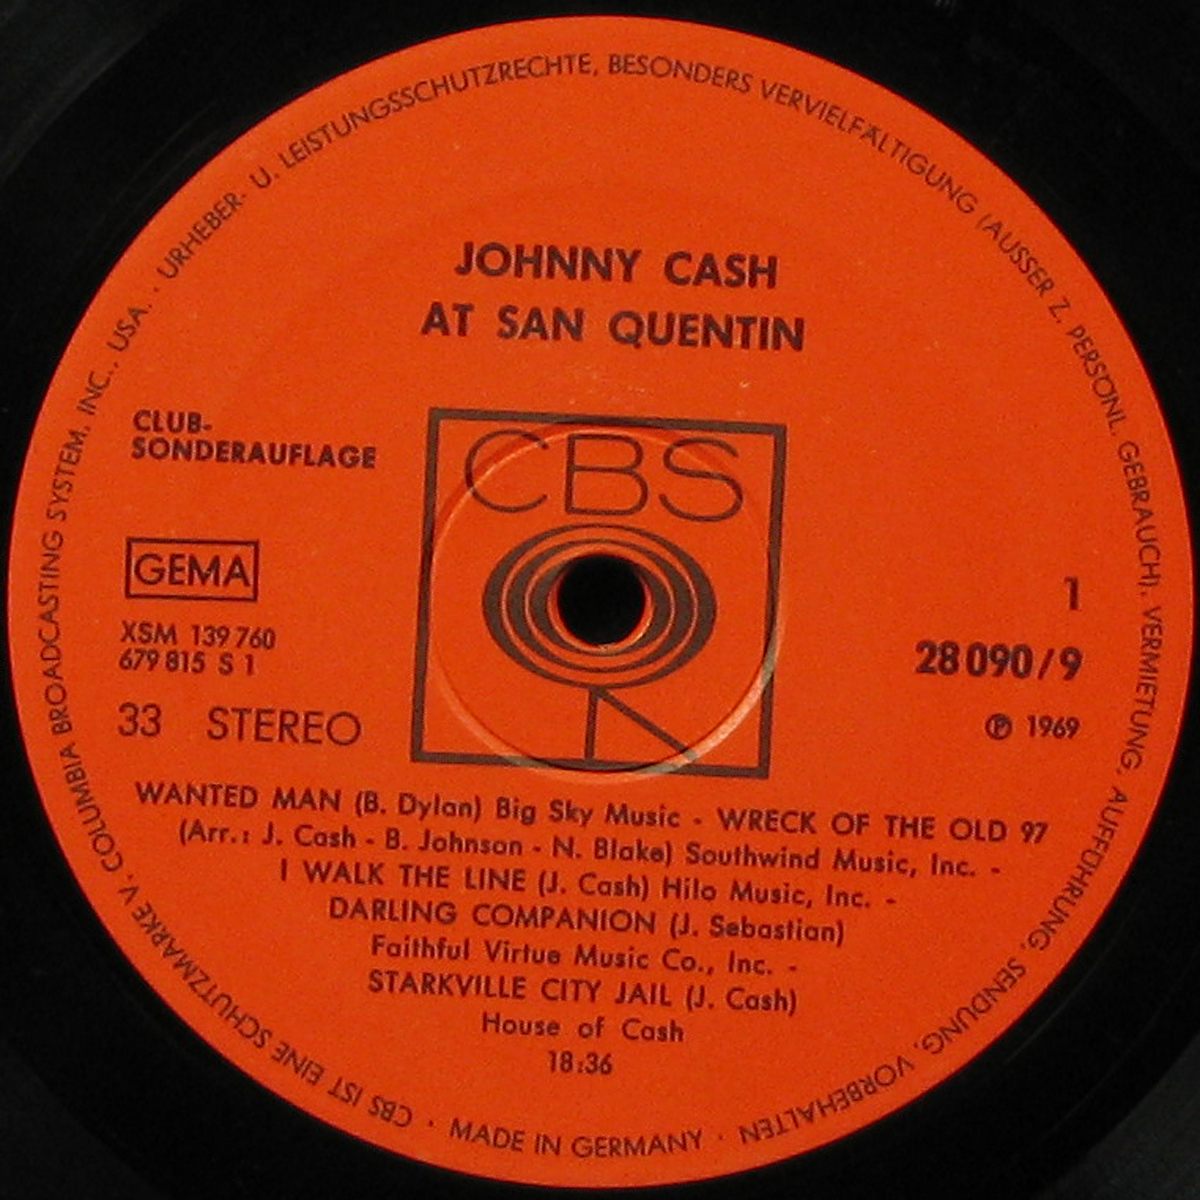 CBS IST EINE SCHUTZMARKE V. COLUMBIA BROADCASTING SYSTEM. INC., USA. . URHEBER- U. LEISTUNGSSCHUTZRECHTE, BESONDERS VERVIELFÄLTIGUNG (AUSSER Z. PERSÖNL. GEBRAUCH). VERMIETUNG. AUFFÜHRUNG. SENDUNG. VORBEHALTEN · MADE IN GERMANY ·
JOHNNY CASH
AT SAN QUENTIN
CLUB-
SONDERAUFLAGE
CBS
GEMA
XSM 139 760
679 815 S 1
33 STEREO
1
28 090/9
℗ 1969
WANTED MAN (B. Dylan) Big Sky Music - WRECK OF THE OLD 97
(Arr.: J. Cash - B. Johnson - N. Blake) Southwind Music, Inc. -
I WALK THE LINE (J. Cash) Hilo Music, Inc. -
DARLING COMPANION (J. Sebastian)
Faithful Virtue Music Co., Inc. -
STARKVILLE CITY JAIL (J. Cash)
House of Cash
18:36